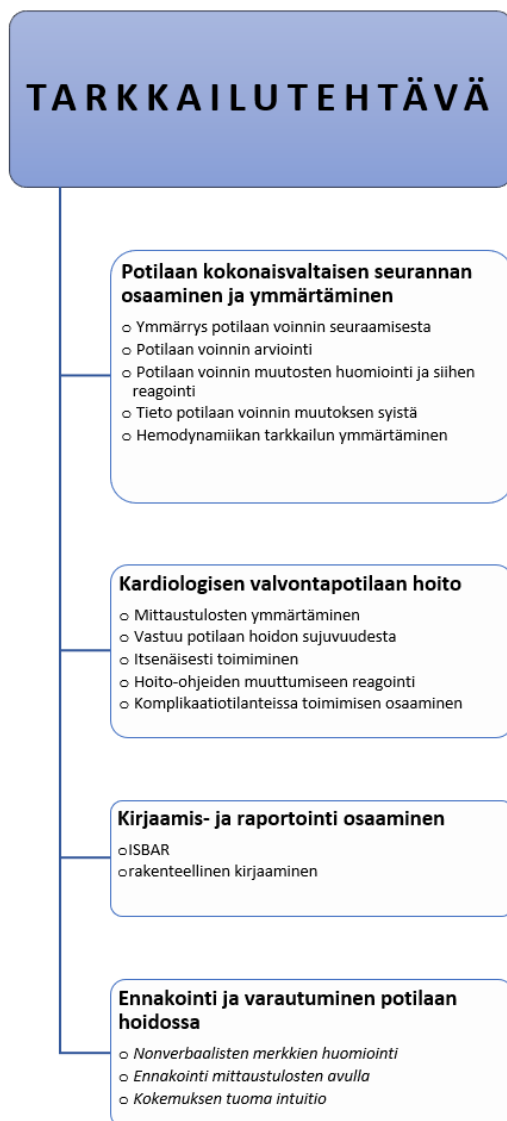 TARKKAILUTEHTÄVÄ
Potilaan kokonaisvaltaisen seurannan
osaaminen ja ymmärtäminen
o Ymmärrys potilaan voinnin seuraamisesta
o Potilaan voinnin arviointi
o Potilaan voinnin muutosten huomiointi ja siihen
reagointi
o Tieto potilaan voinnin muutoksen syistä
o Hemodynamiikan tarkkailun ymmärtäminen
Kardiologisen valvontapotilaan hoito
o Mittaustulosten ymmärtäminen
o Vastuu potilaan hoidon sujuvuudesta
o Itsenäisesti toimiminen
o Hoito-ohjeiden muuttumiseen reagointi
o Komplikaatiotilanteissa toimimisen osaaminen
Kirjaamis- ja raportointi osaaminen
oISBAR
orakenteellinen kirjaaminen
Ennakointi ja varautuminen potilaan
hoidossa
o Nonverbaalisten merkkien huomiointi
o Ennakointi mittaustulosten avulla
o Kokemuksen tuoma intuitio